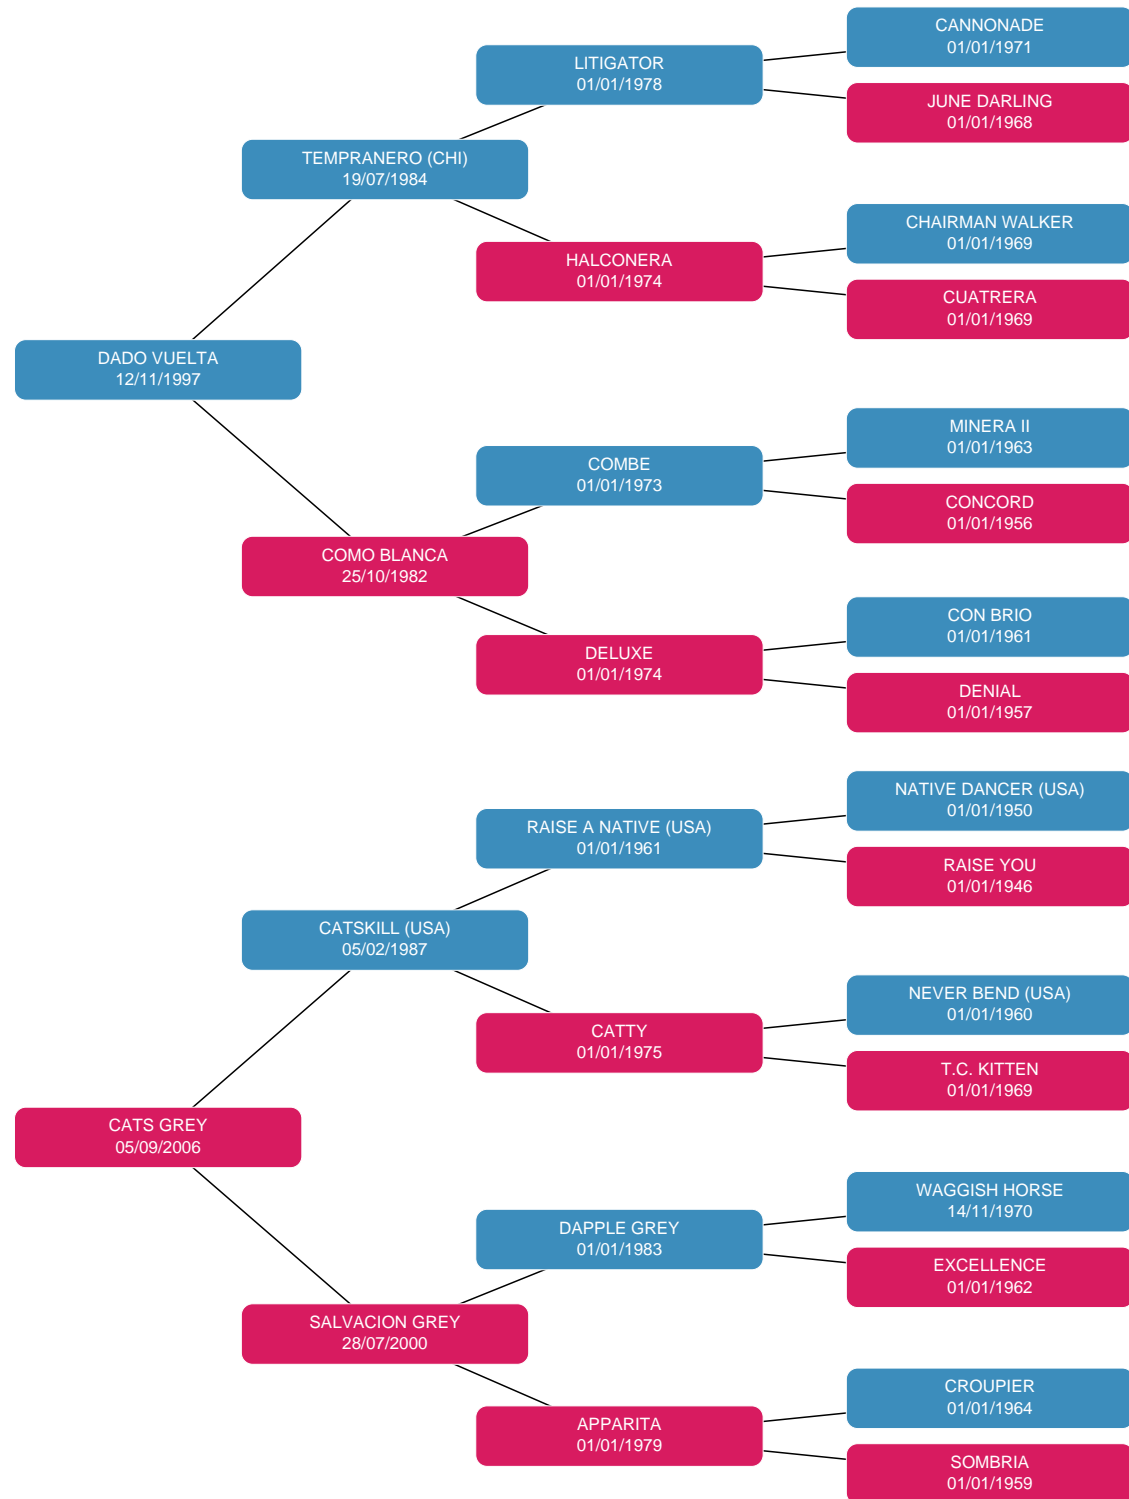 CANNONADE
01/01/1971
LITIGATOR
01/01/1978
JUNE DARLING
01/01/1968
TEMPRANERO (CHI)
19/07/1984
CHAIRMAN WALKER
01/01/1969
HALCONERA
01/01/1974
CUATRERA
01/01/1969
DADO VUELTA
12/11/1997
MINERA II
01/01/1963
COMBE
01/01/1973
CONCORD
01/01/1956
COMO BLANCA
25/10/1982
CON BRIO
01/01/1961
DELUXE
01/01/1974
DENIAL
01/01/1957
NATIVE DANCER (USA)
01/01/1950
RAISE A NATIVE (USA)
01/01/1961
RAISE YOU
01/01/1946
CATSKILL (USA)
05/02/1987
NEVER BEND (USA)
01/01/1960
CATTY
01/01/1975
T.C. KITTEN
01/01/1969
CATS GREY
05/09/2006
WAGGISH HORSE
14/11/1970
DAPPLE GREY
01/01/1983
EXCELLENCE
01/01/1962
SALVACION GREY
28/07/2000
CROUPIER
01/01/1964
APPARITA
01/01/1979
SOMBRIA
01/01/1959